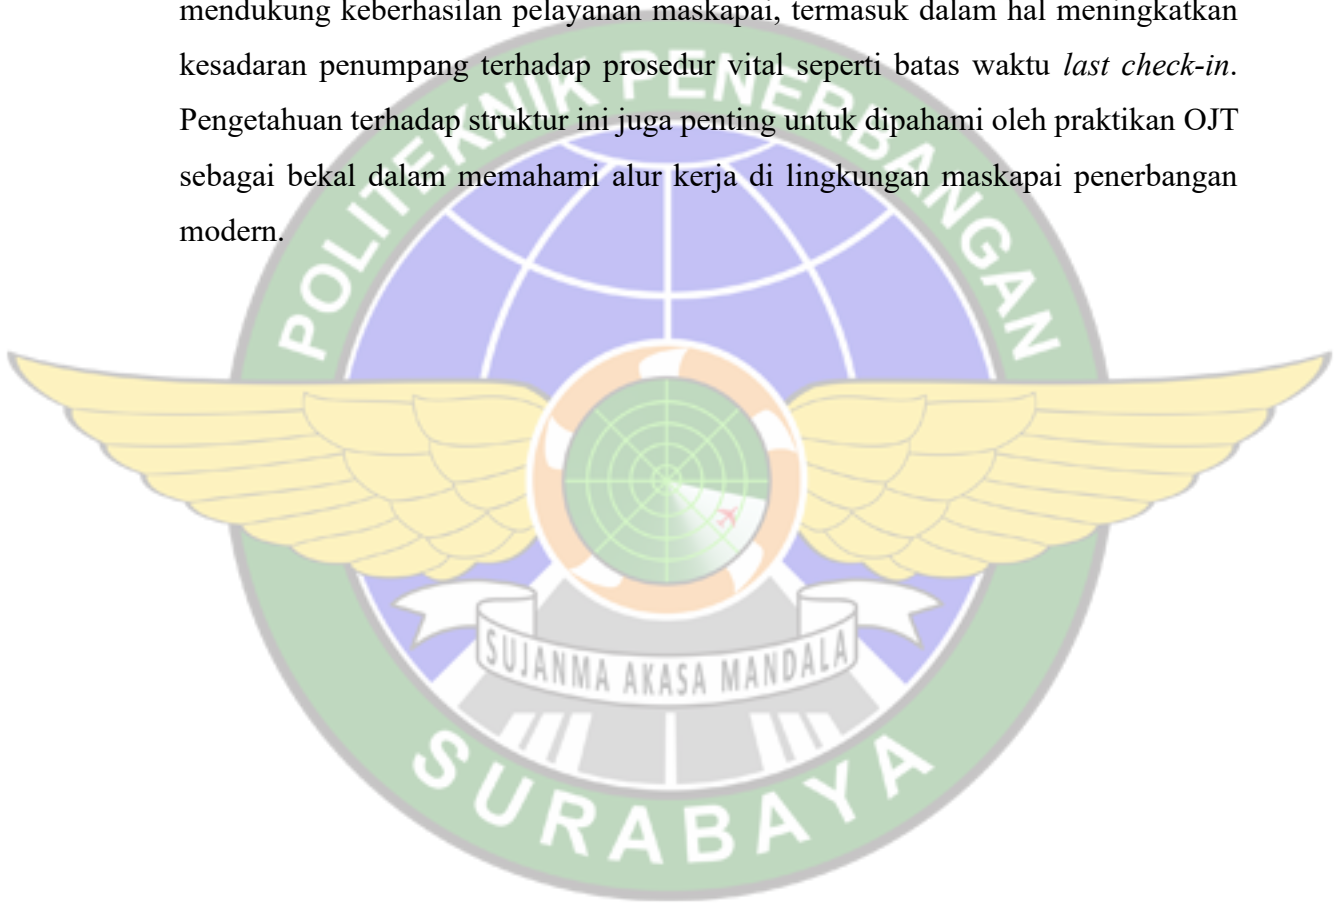 mendukung keberhasilan pelayanan maskapai, termasuk dalam hal meningkatkan
kesadaran penumpang terhadap prosedur vital seperti batas waktu last check-in.
Pengetahuan terhadap struktur ini juga penting untuk dipahami oleh praktikan OJT
sebagai bekal dalam memahami alur kerja di lingkungan maskapai penerbangan
modern.
POLITEKNIK PENERBANGAN
SUJANMA AKASA MANDALA
SURABAYA